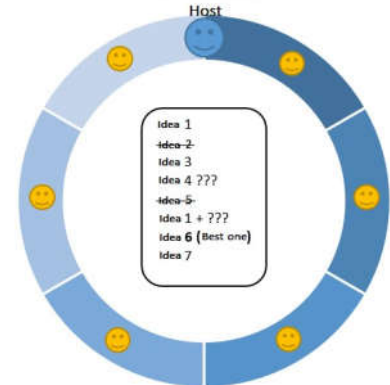 Host
Idea 1
Idea 2
Idea 3
Idea 4 ???
Idea 5
Idea 1 + ???
Idea 6 (Best one)
Idea 7